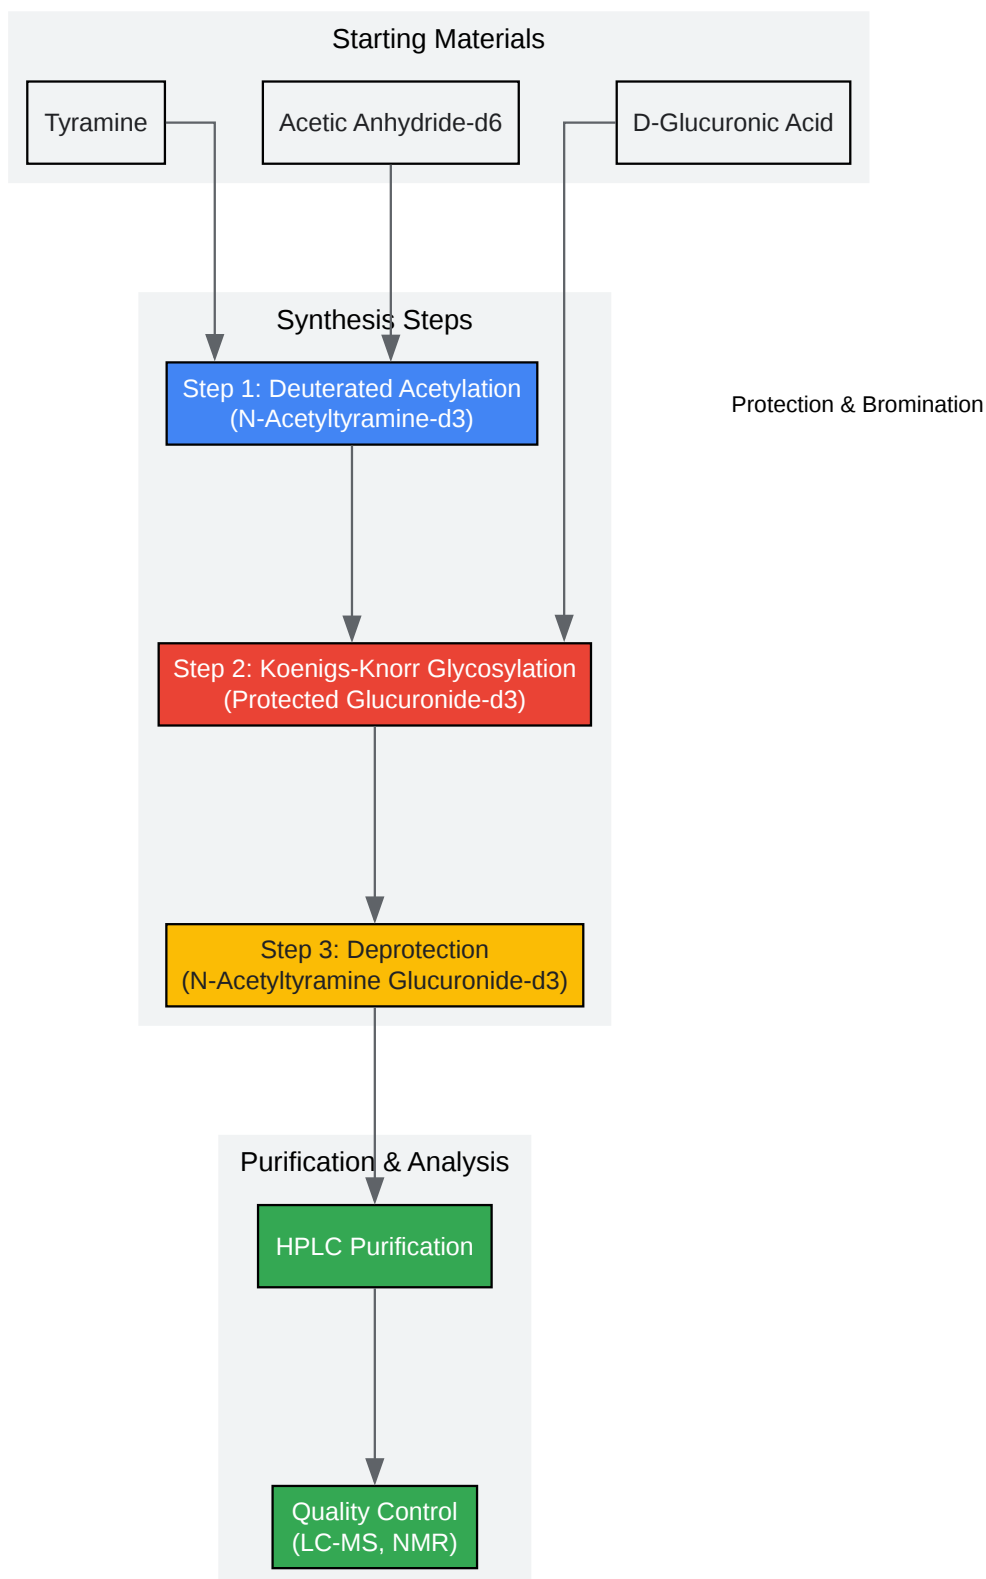 Starting Materials
Tyramine
Acetic Anhydride-d6
D-Glucuronic Acid
Synthesis Steps
Step 1: Deuterated Acetylation
(N-Acetyltyramine-d3)
Protection & Bromination
Step 2: Koenigs-Knorr Glycosylation
(Protected Glucuronide-d3)
Step 3: Deprotection
(N-Acetyltyramine Glucuronide-d3)
Purification & Analysis
HPLC Purification
Quality Control
(LC-MS, NMR)